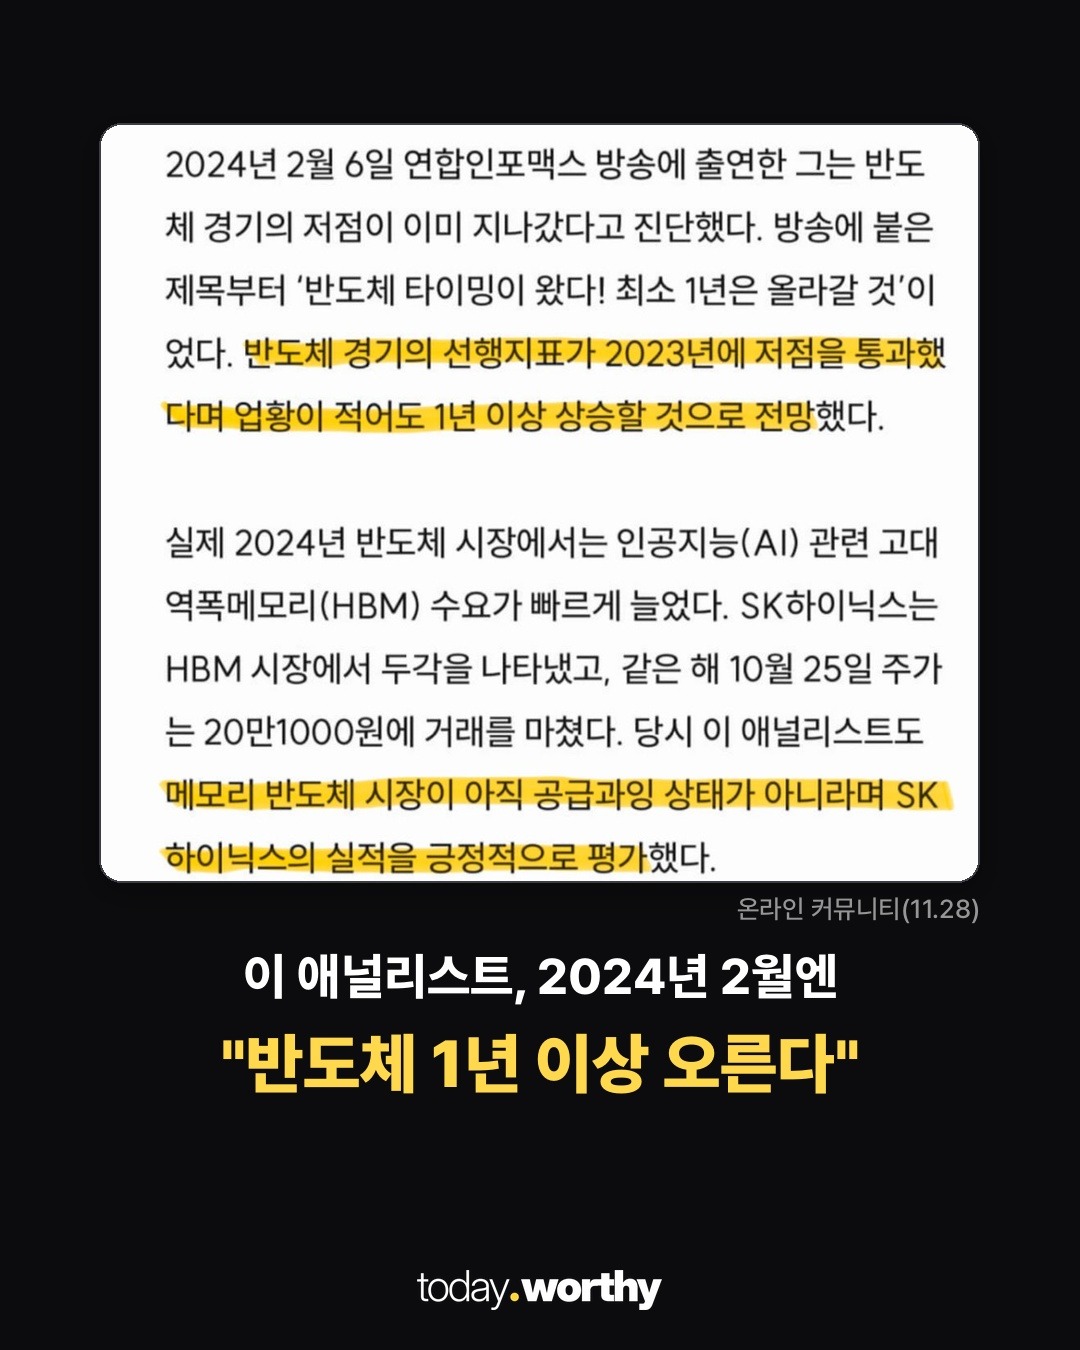 2024년 2월 6일 연합인포맥스 방송에 출연한 그는 반도
체 경기의 저점이 이미 지나갔다고 진단했다. 방송에 붙은
제목부터 ‘반도체 타이밍이 왔다! 최소 1년은 올라갈 것’이
었다. 반도체 경기의 선행지표가 2023년에 저점을 통과했
다며 업황이 적어도 1년 이상 상승할 것으로 전망했다.
실제 2024년 반도체 시장에서는 인공지능(AI) 관련 고대
역폭메모리(HBM) 수요가 빠르게 늘었다. SK하이닉스는
HBM 시장에서 두각을 나타냈고, 같은 해 10월 25일 주가
는 20만1000원에 거래를 마쳤다. 당시 이 애널리스트도
메모리 반도체 시장이 아직 공급과잉 상태가 아니라며 SK
하이닉스의 실적을 긍정적으로 평가했다.
온라인 커뮤니티(11.28)
이 애널리스트, 2024년 2월엔
"반도체 1년 이상 오른다"
today.worthy